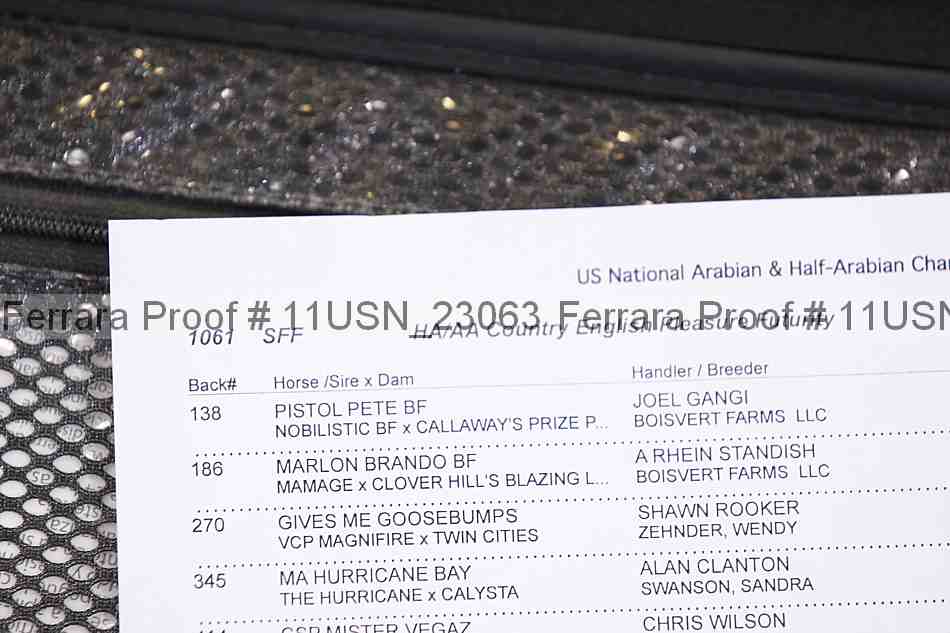 US National Arabian & Half-Arabian Cha
Ferrara Proof # 11USN_23063 Ferrara Proof # 11USN
1061 SFF HA/AA Country English Pleasure Futurity
Back# Horse /Sire x Dam Handler / Breeder
138 PISTOL PETE BF JOEL GANGI
NOBILISTIC BF x CALLAWAY'S PRIZE P... BOISVERT FARMS LLC
186 MARLON BRANDO BF A RHEIN STANDISH
MAMAGE x CLOVER HILL'S BLAZING L... BOISVERT FARMS LLC
270 GIVES ME GOOSEBUMPS SHAWN ROOKER
VCP MAGNIFIRE x TWIN CITIES ZEHNDER, WENDY
345 MA HURRICANE BAY ALAN CLANTON
THE HURRICANE x CALYSTA SWANSON, SANDRA
MISTER VEGAZ CHRIS WILSON